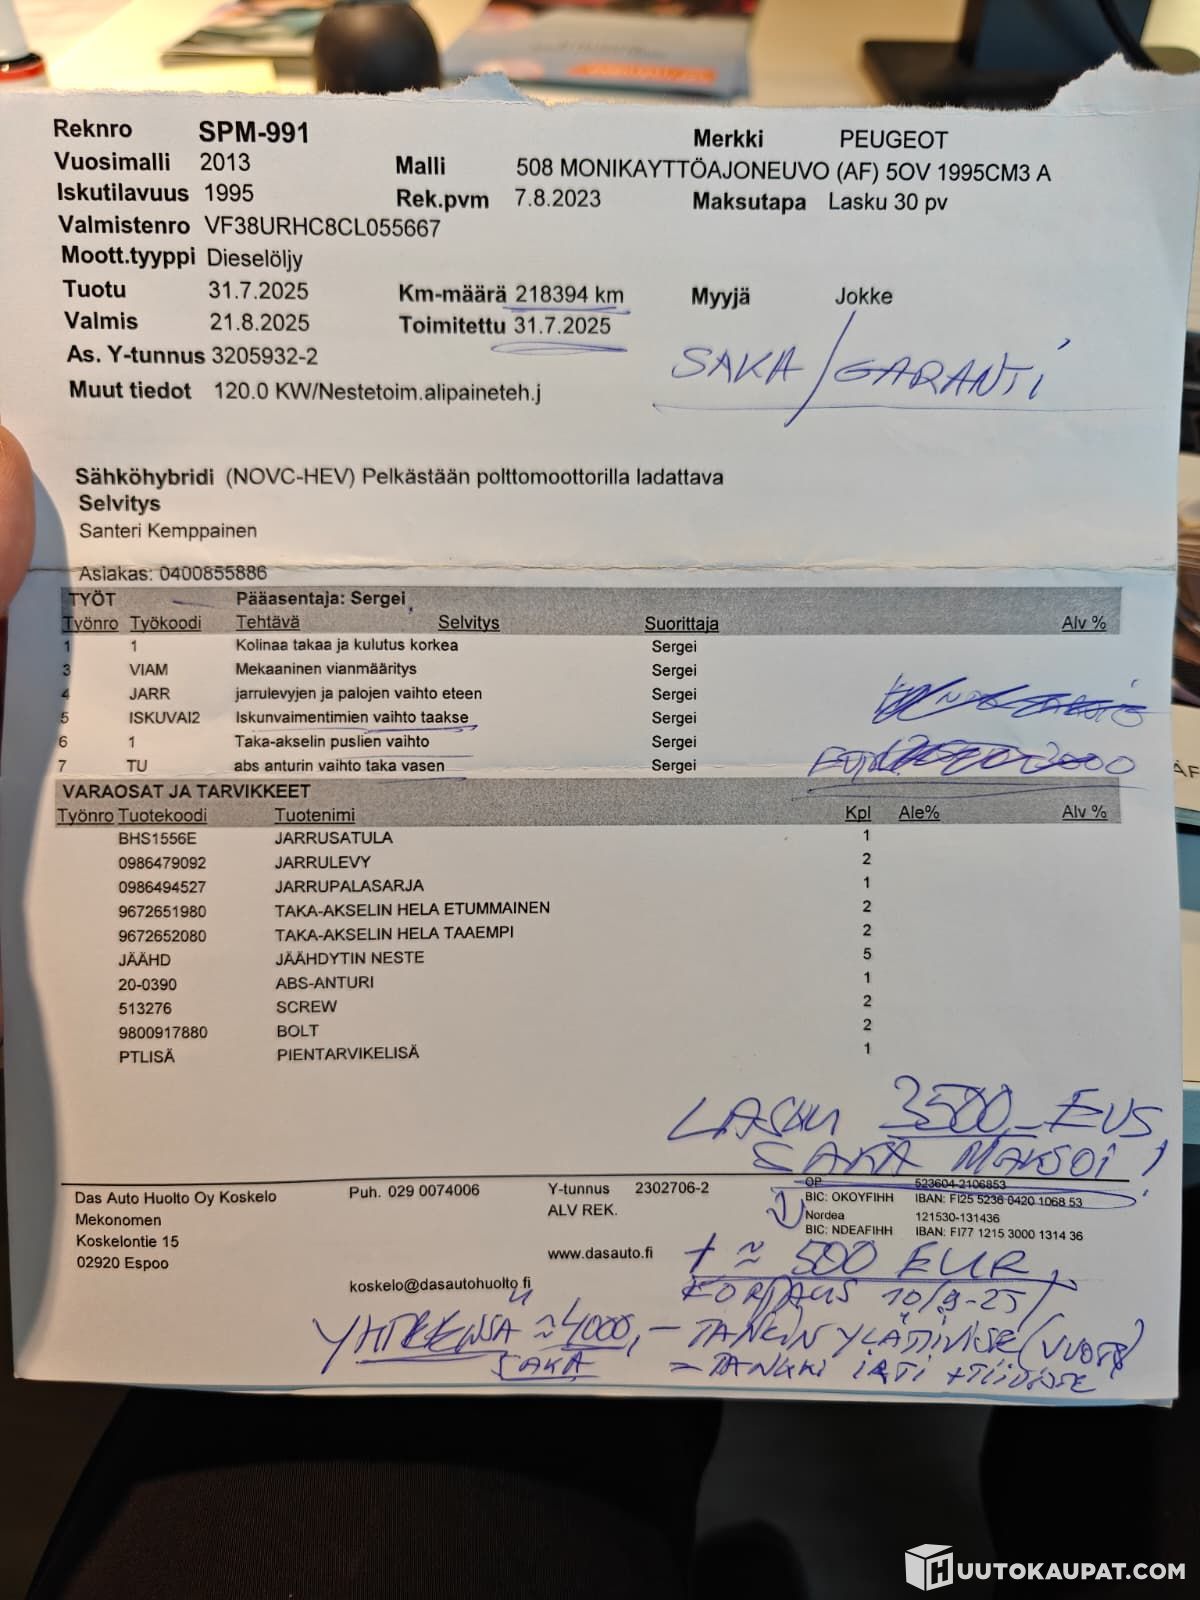 Reknro SPM-991 Merkki PEUGEOT
Vuosimalli 2013 Malli 508 MONIKAYTTÖAJONEUVO (AF) 5OV 1995CM3 A
Iskutilavuus 1995 Rek.pvm 7.8.2023 Maksutapa Lasku 30 pv
Valmistenro VF38URHC8CL055667
Moott.tyyppi Dieselöljy
Tuotu 31.7.2025 Km-määrä 218394 km Myyjä Jokke
Valmis 21.8.2025 Toimitettu 31.7.2025
As. Y-tunnus 3205932-2
SAKA/GARANTI
Muut tiedot 120.0 KW/Nestetoim.alipaineteh.j
Sähköhybridi (NOVC-HEV) Pelkästään polttomoottorilla ladattava
Selvitys
Santeri Kemppainen
Asiakas: 0400855886
TYÖT Pääasentaja: Sergei
Työnro Työkoodi Tehtävä Selvitys Suorittaja Alv %
1 1 Kolinaa takaa ja kulutus korkea Sergei
3 VIAM Mekaaninen vianmääritys Sergei
4 JARR jarrulevyjen ja palojen vaihto eteen Sergei
5 ISKUVAI2 Iskunvaimentimien vaihto taakse Sergei
6 1 Taka-akselin puslien vaihto Sergei
7 TU abs anturin vaihto taka vasen Sergei
VARAOSAT JA TARVIKKEET
Työnro Tuotekoodi Tuotenimi Kpl Ale% Alv %
BHS1556E JARRUSATULA 1
0986479092 JARRULEVY 2
0986494527 JARRUPALASARJA 1
9672651980 TAKA-AKSELIN HELA ETUMMAINEN 2
9672652080 TAKA-AKSELIN HELA TAAEMPI 2
JÄÄHD JÄÄHDYTIN NESTE 5
20-0390 ABS-ANTURI 1
513276 SCREW 2
9800917880 BOLT 2
PTLISÄ PIENTARVIKELISÄ 1
LASKU 3500,- EUS
SAKA MAKSOI!
Das Auto Huolto Oy Koskelo Puh. 029 0074006 Y-tunnus 2302706-2 OP 523604-2106853
Mekonomen ALV REK. BIC: OKOYFIHH IBAN: FI25 5236 0420 1068 53
Koskelontie 15 Nordea 121530-131436
02920 Espoo www.dasauto.fi BIC: NDEAFIHH IBAN: FI77 1215 3000 1314 36
koskelo@dasautohuolto.fi
+ ≈ 500 EUR
KORJAUS 10/9-25
YHTEENSÄ ≈ 4000,- TANKIN YLÄTIIVISTE (VUOTO)
SAKA - TANKKI IRTI + TIIVISTE
HUUTOKAUPAT.COM